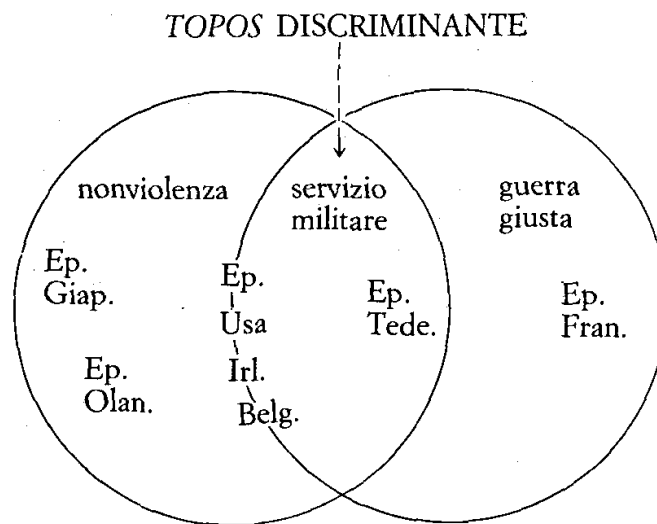 TOPOS DISCRIMINANTE
nonviolenza
servizio
militare
guerra
giusta
Ep.
Giap.
Ep.
Olan.
Ep.
Usa
Irl.
Belg.
Ep.
Tede.
Ep.
Fran.